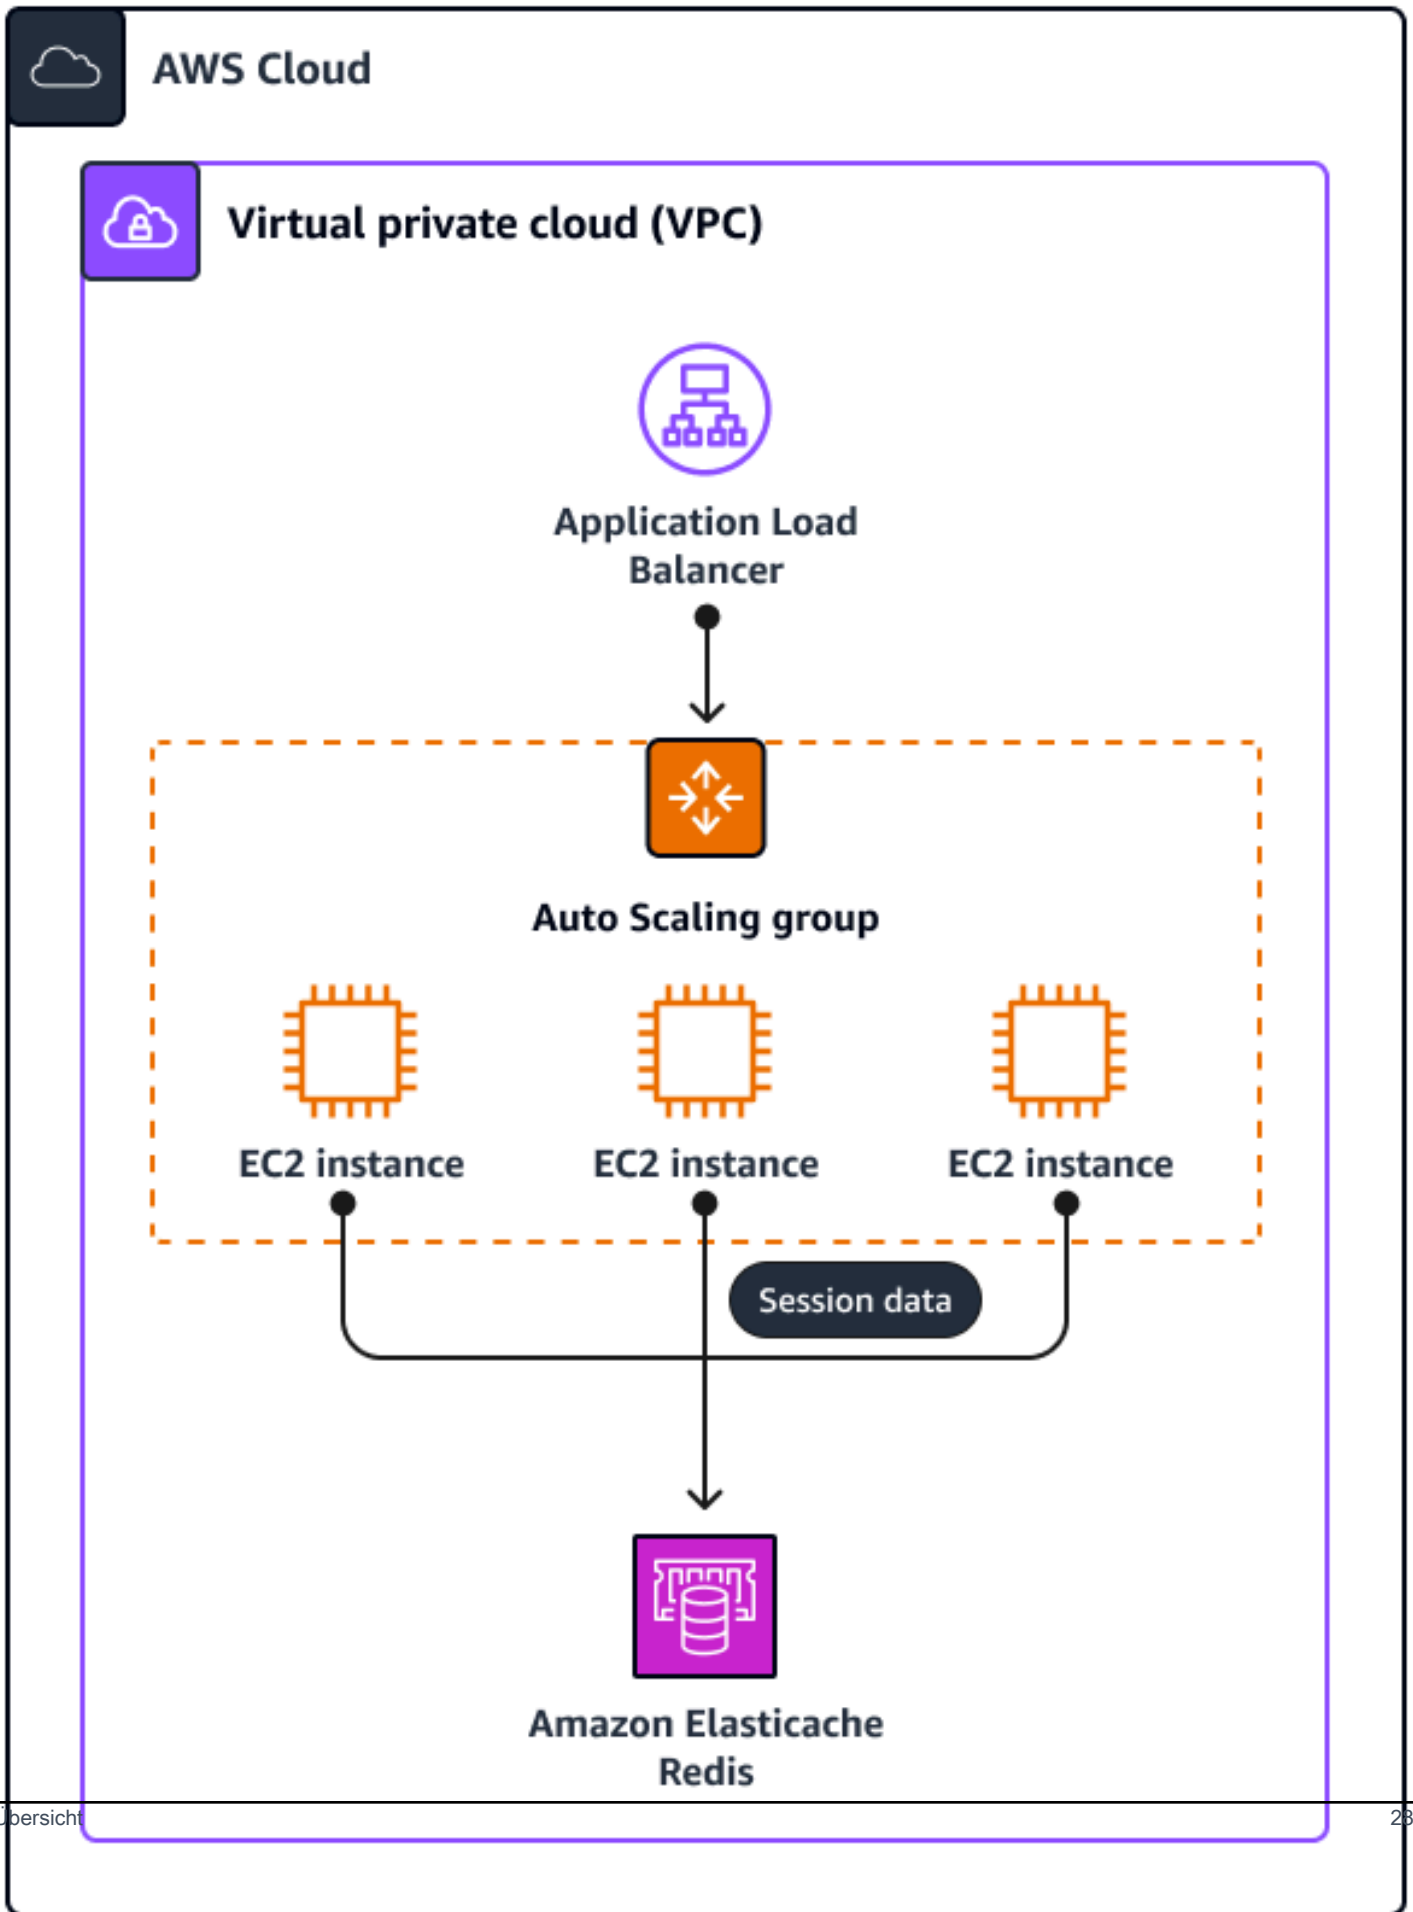 AWS Cloud
Virtual private cloud (VPC)
Application Load
Balancer
Auto Scaling group
EC2 instance EC2 instance EC2 instance
Session data
Amazon Elasticache
Redis
Übersicht